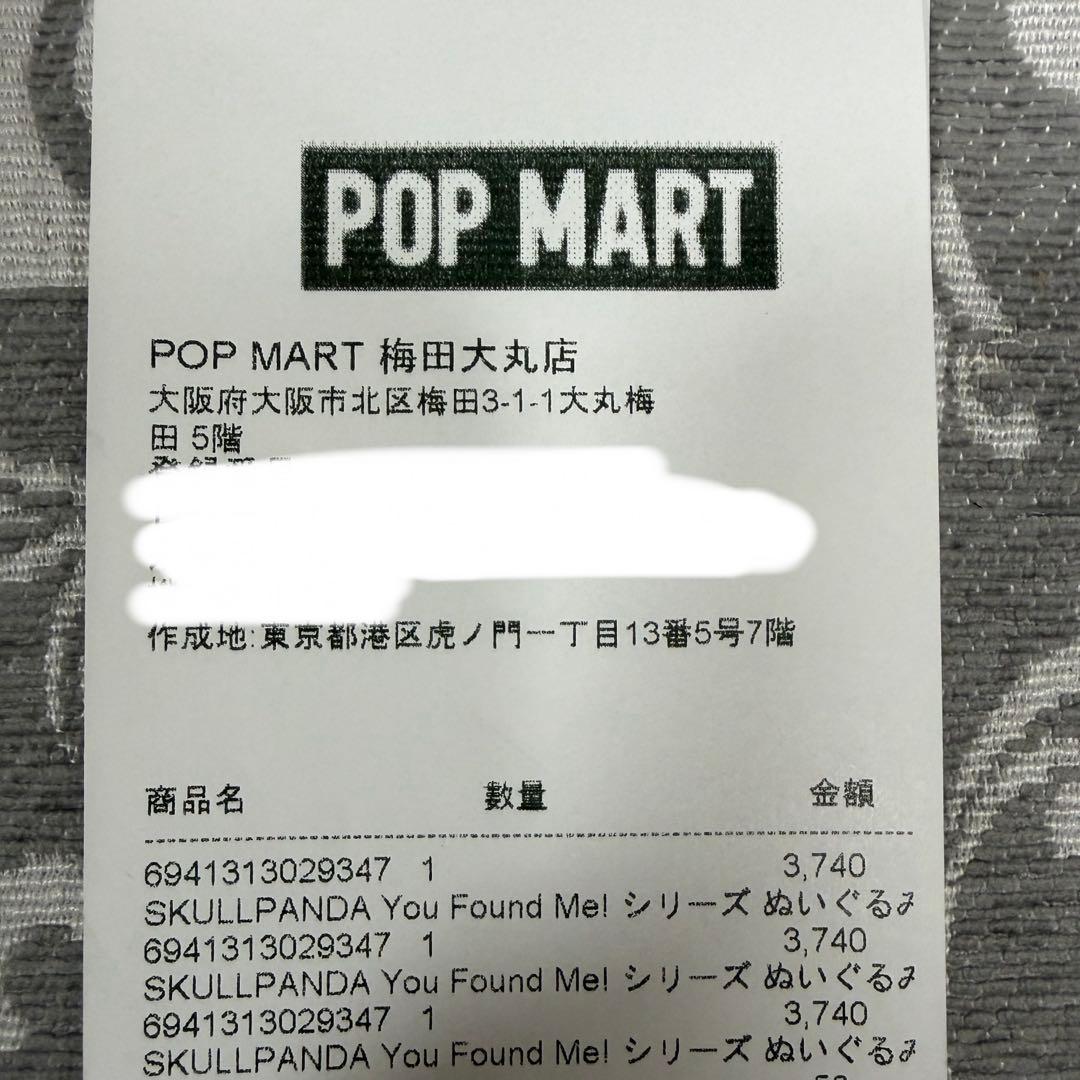 POP MART
POP MART 梅田大丸店
大阪府大阪市北区梅田3-1-1大丸梅
田 5階
作成地:東京都港区虎ノ門一丁目13番5号7階
商品名 數量 金額
6941313029347 1 3,740
SKULLPANDA You Found Me! シリーズ ぬいぐるみ
6941313029347 1 3,740
SKULLPANDA You Found Me! シリーズ ぬいぐるみ
6941313029347 1 3,740
SKULLPANDA You Found Me! シリーズ ぬいぐるみ